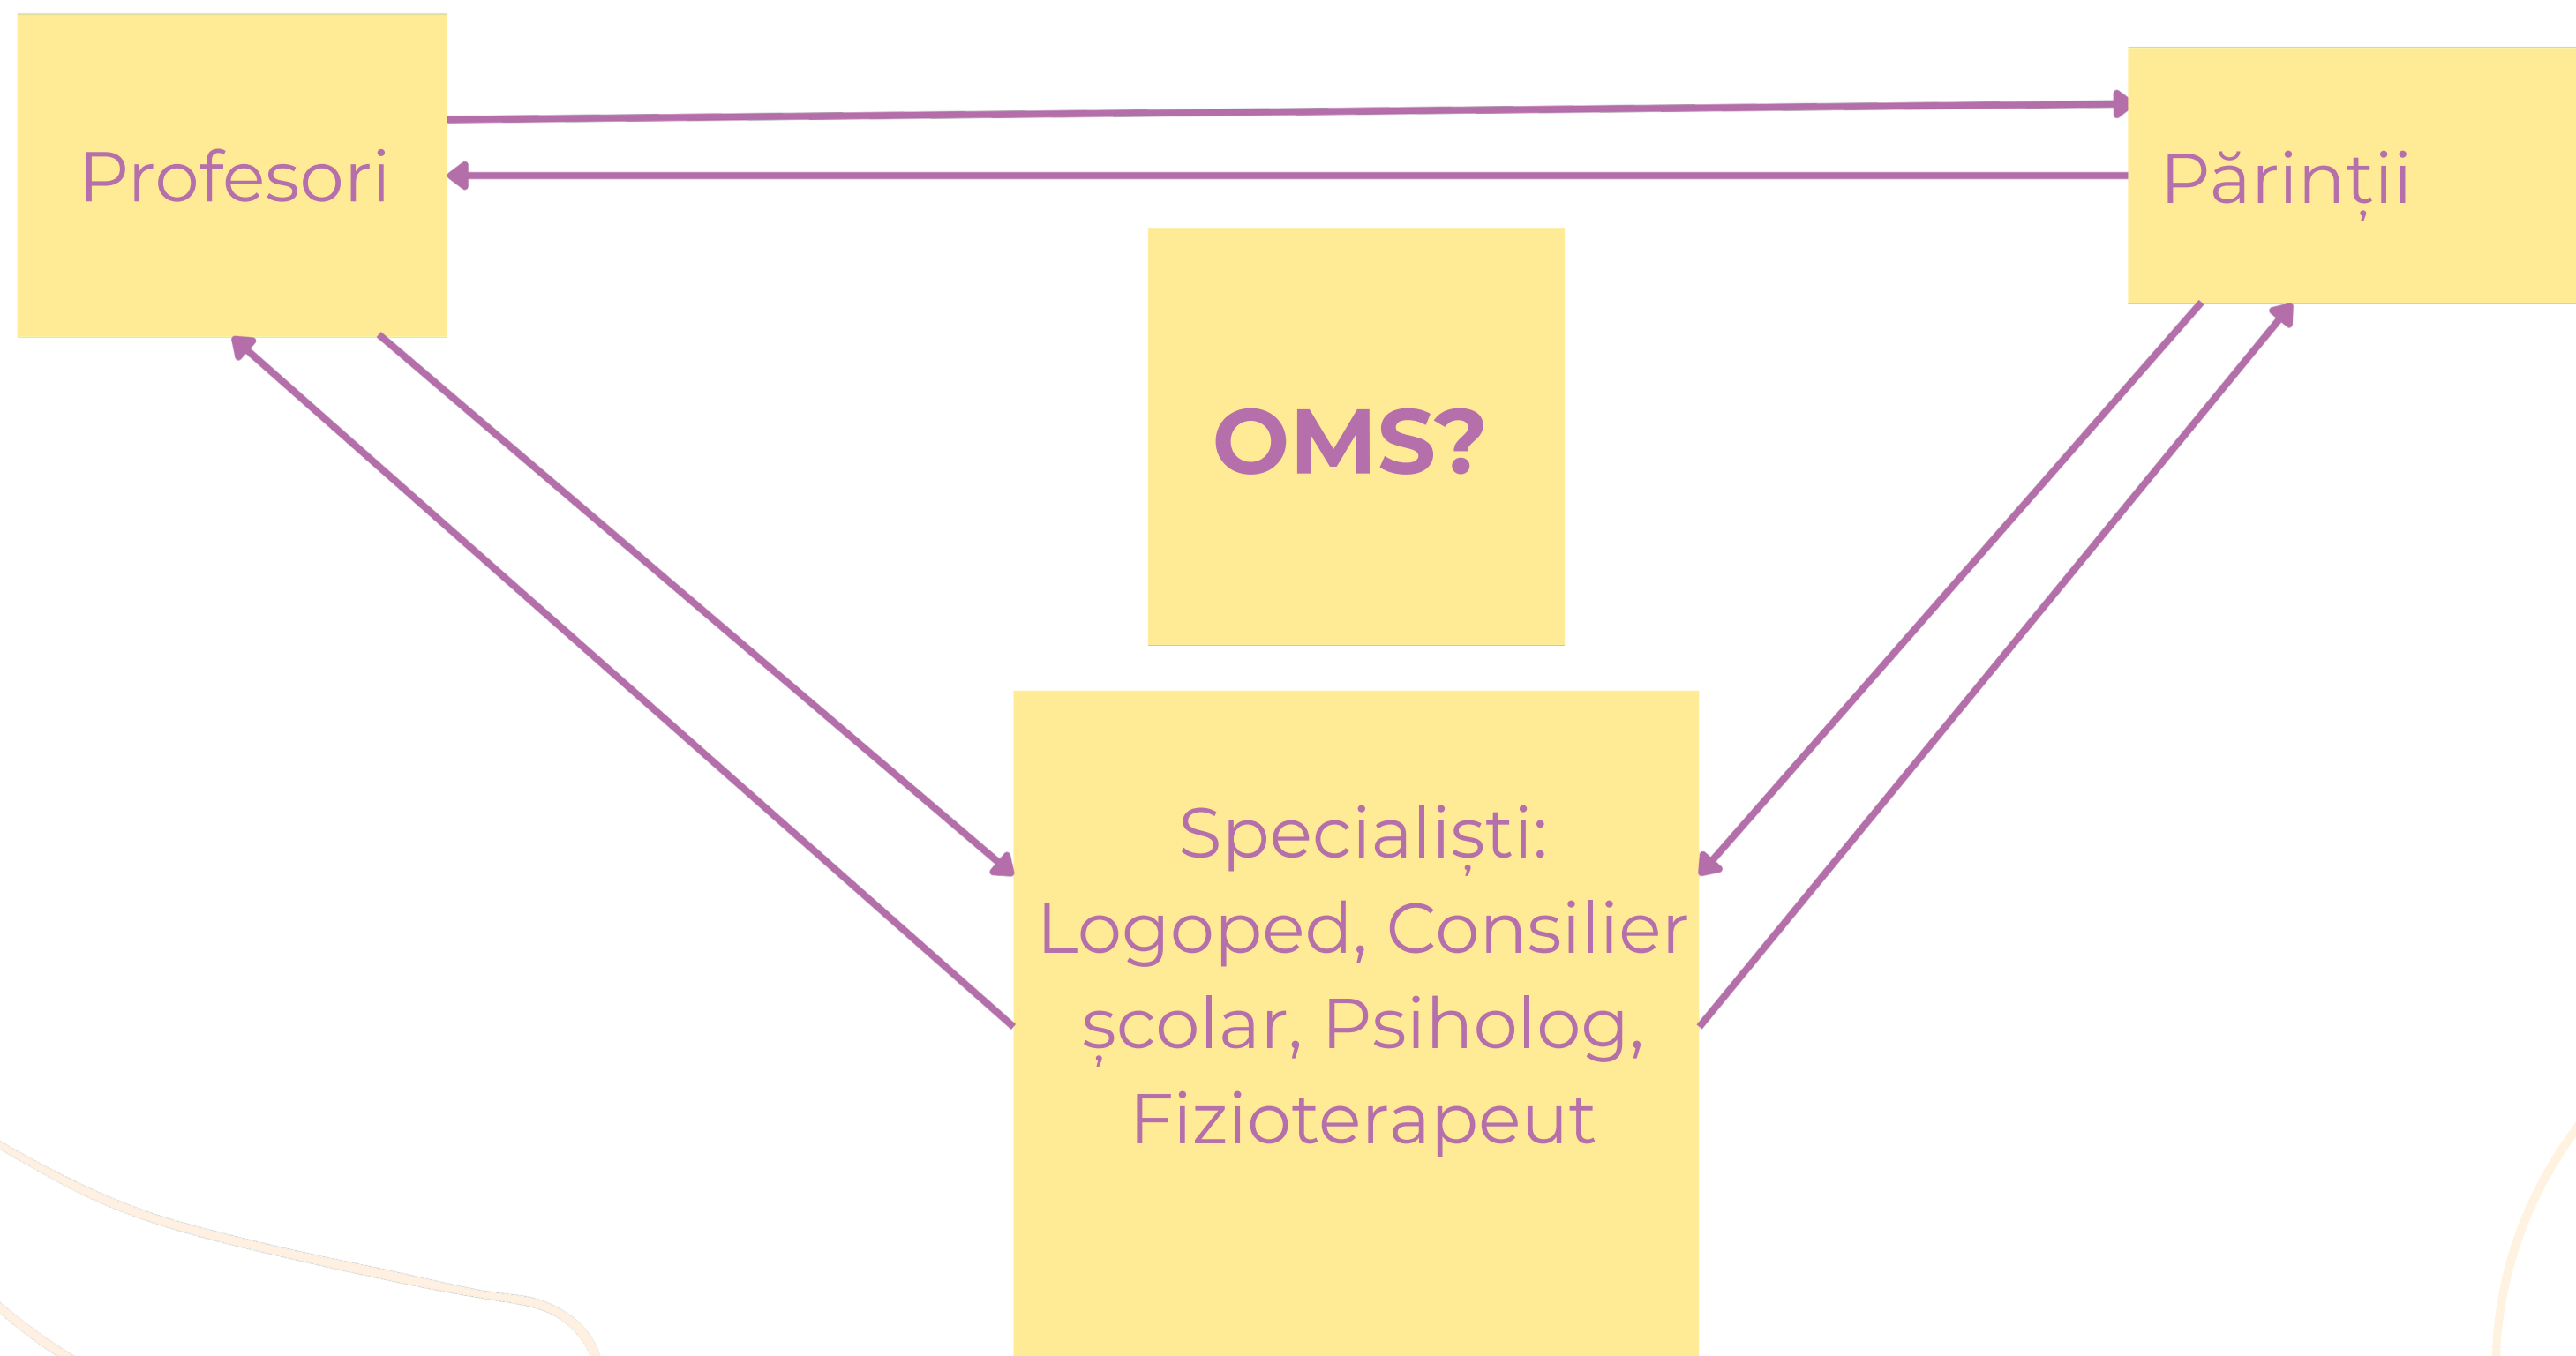 Profesori
Părinții
OMS?
Specialiști:
Logoped, Consilier
școlar, Psiholog,
Fizioterapeut